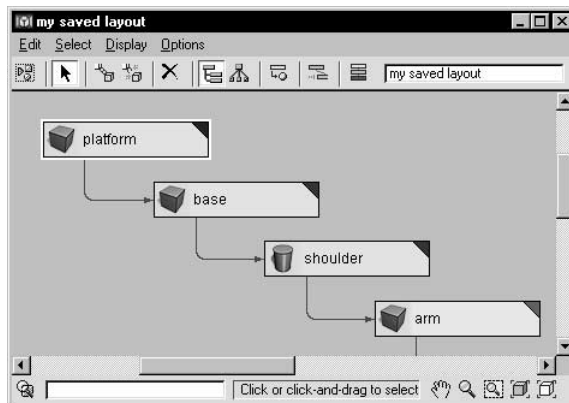 my saved layout
Edit Select Display Options
my saved layout
platform
base
shoulder
arm
Click or click-and-drag to select